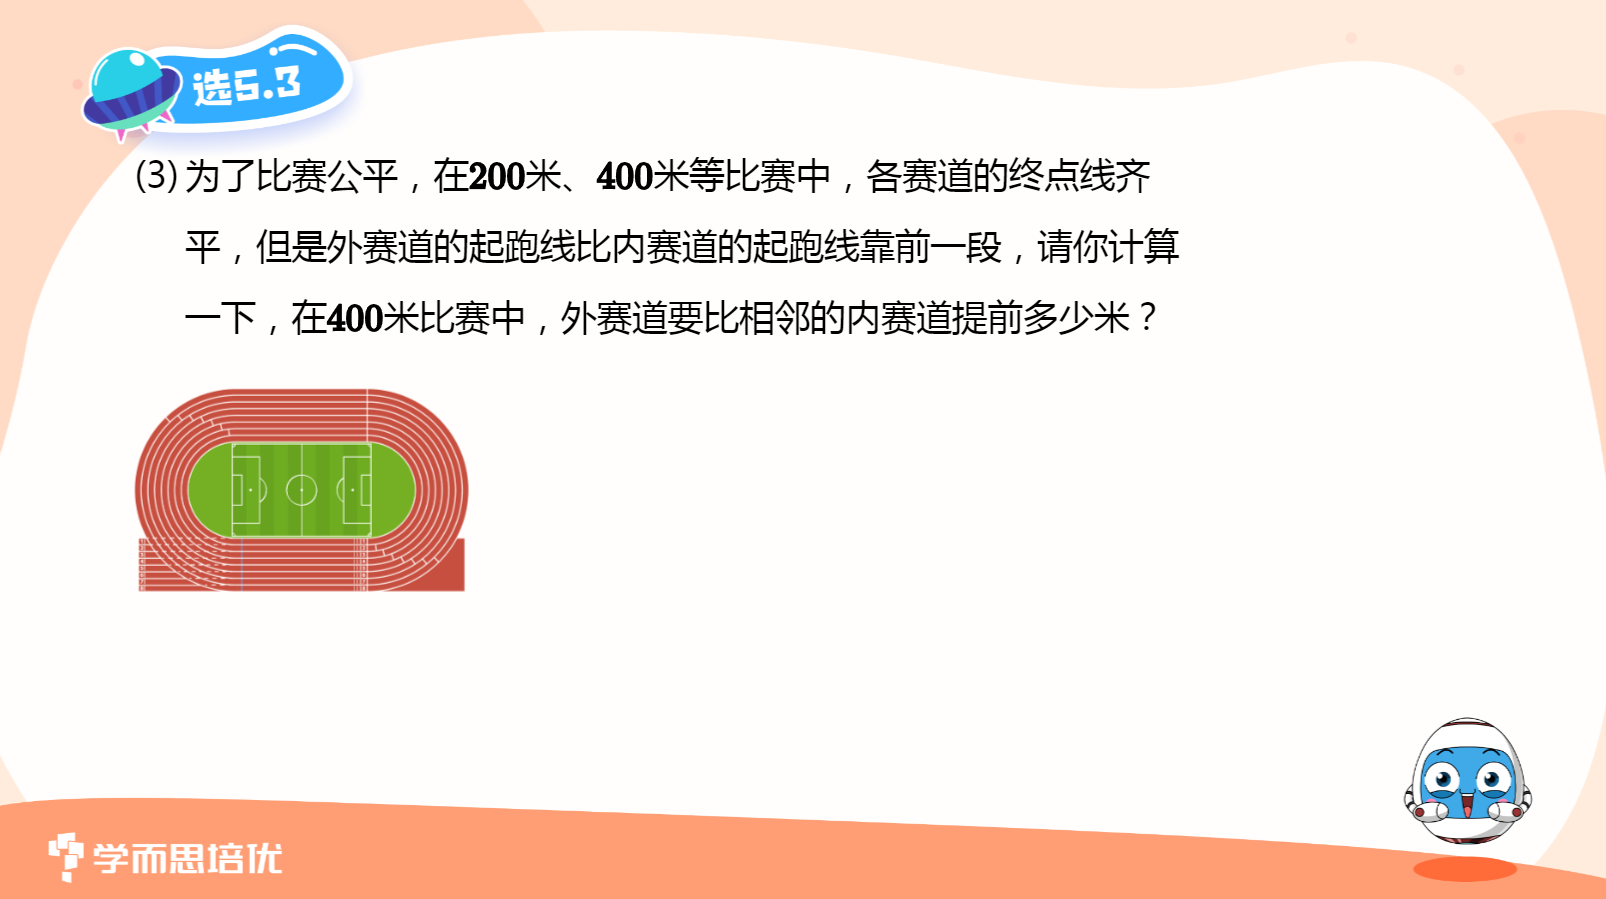 选5.3
(3) 为了比赛公平，在200米、400米等比赛中，各赛道的终点线齐
平，但是外赛道的起跑线比内赛道的起跑线靠前一段，请你计算
一下，在400米比赛中，外赛道要比相邻的内赛道提前多少米？
学而思培优